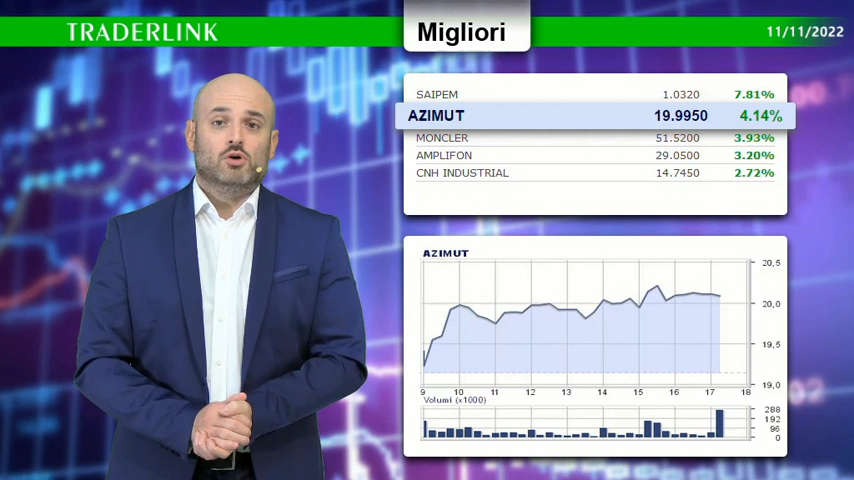 TRADERLINK
Migliori
11/11/2022
SAIPEM 1.0320 7.81%
AZIMUT 19.9950 4.14%
MONCLER 51.5200 3.93%
AMPLIFON 29.0500 3.20%
CNH INDUSTRIAL 14.7450 2.72%
AZIMUT
20,5
20,0
19,5
19,0
9 10 11 12 13 14 15 16 17 18
Volumi (x1000)
288
192
96
0